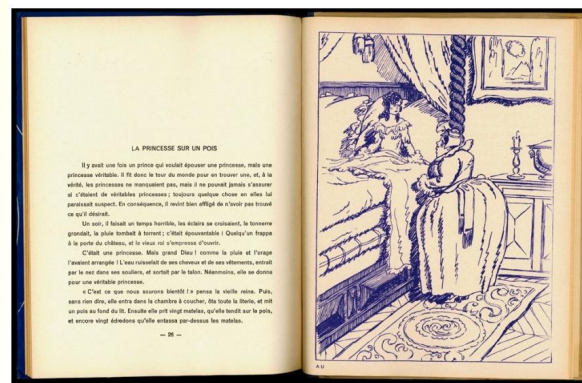 LA PRINCESSE SUR UN POIS
Il y avait une fois un prince qui voulait épouser une princesse, mais une
princesse véritable. Il fit donc le tour du monde pour en trouver une, et, à la
vérité, les princesses ne manquaient pas, mais il ne pouvait jamais s'assurer
si c'étaient de véritables princesses ; toujours quelque chose en elles lui
paraissait suspect. En conséquence, il revint bien affligé de n'avoir pas trouvé
ce qu'il désirait.
Un soir, il faisait un temps horrible, les éclairs se croisaient, le tonnerre
grondait, la pluie tombait à torrent ; c'était épouvantable ! Quelqu'un frappa
à la porte du château, et le vieux roi s'empressa d'ouvrir.
C'était une princesse. Mais grand Dieu ! comme la pluie et l'orage
l'avaient arrangée ! L'eau ruisselait de ses cheveux et de ses vêtements, entrait
par le nez dans ses souliers, et sortait par le talon. Néanmoins, elle se donna
pour une véritable princesse.
« C'est ce que nous saurons bientôt ! » pensa la vieille reine. Puis,
sans rien dire, elle entra dans la chambre à coucher, ôta toute la literie, et mit
un pois au fond du lit. Ensuite elle prit vingt matelas, qu'elle tendit sur le pois,
et encore vingt édredons qu'elle entassa par-dessus les matelas.